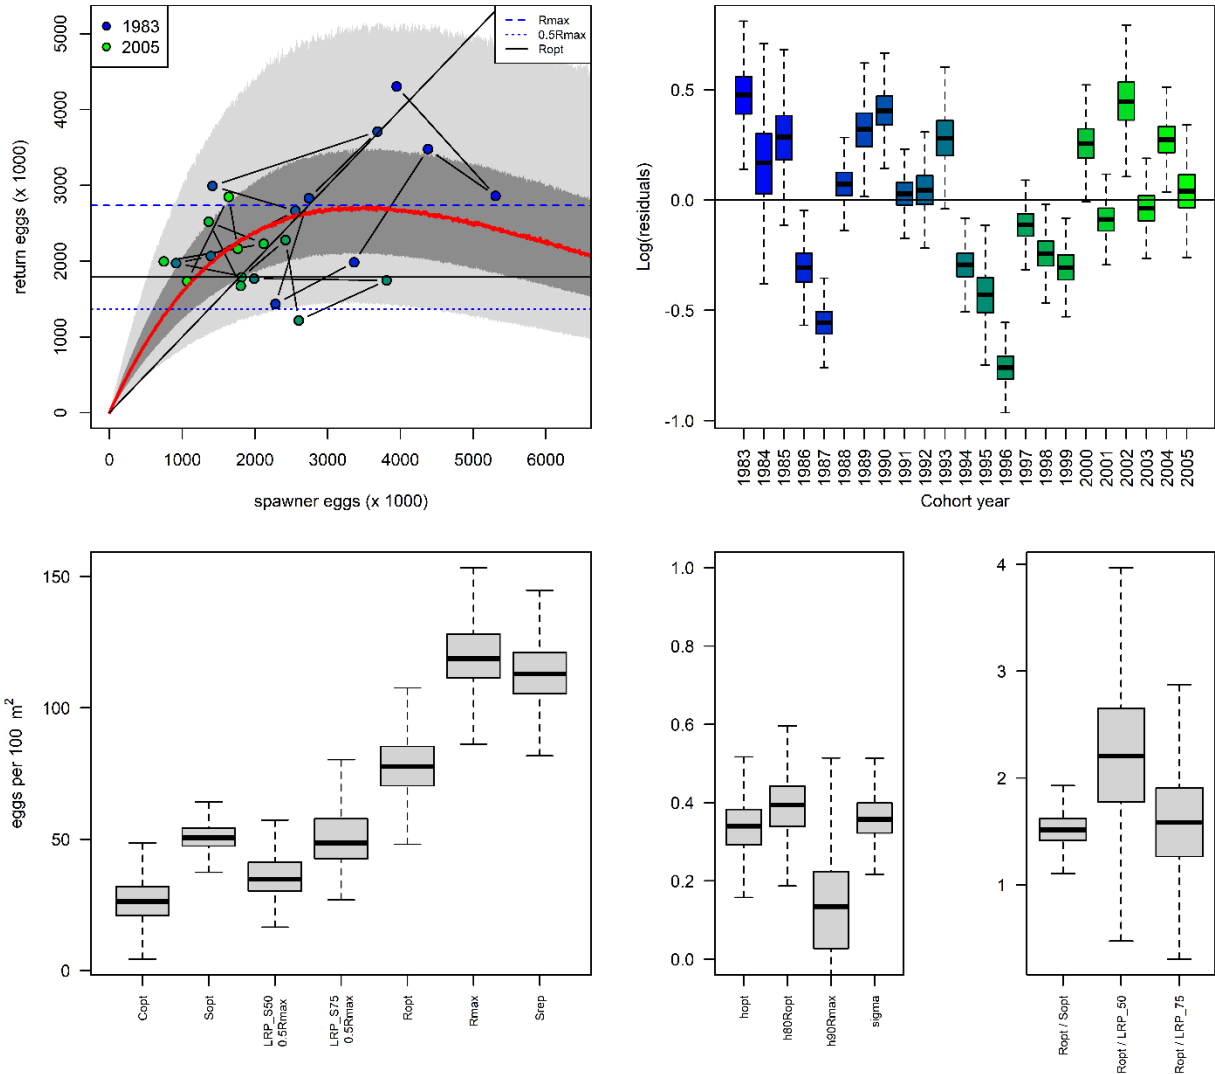 1983
2005
Rmax
0.5Rmax
Ropt
return eggs (x 1000)
5000
4000
3000
2000
1000
0
0 1000 2000 3000 4000 5000 6000
spawner eggs (x 1000)
Log(residuals)
0.5
0.0
-0.5
-1.0
1983 1984 1985 1986 1987 1988 1989 1990 1991 1992 1993 1994 1995 1996 1997 1998 1999 2000 2001 2002 2003 2004 2005
Cohort year
eggs per 100 m²
150
100
50
0
Copt
Sopt
LRP_S50
0.5Rmax
LRP_S75
0.5Rmax
Ropt
Rmax
Srep
1.0
0.8
0.6
0.4
0.2
0.0
hopt
h80Ropt
h90Rmax
sigma
4
3
2
1
Ropt / Sopt
Ropt / LRP_50
Ropt / LRP_75